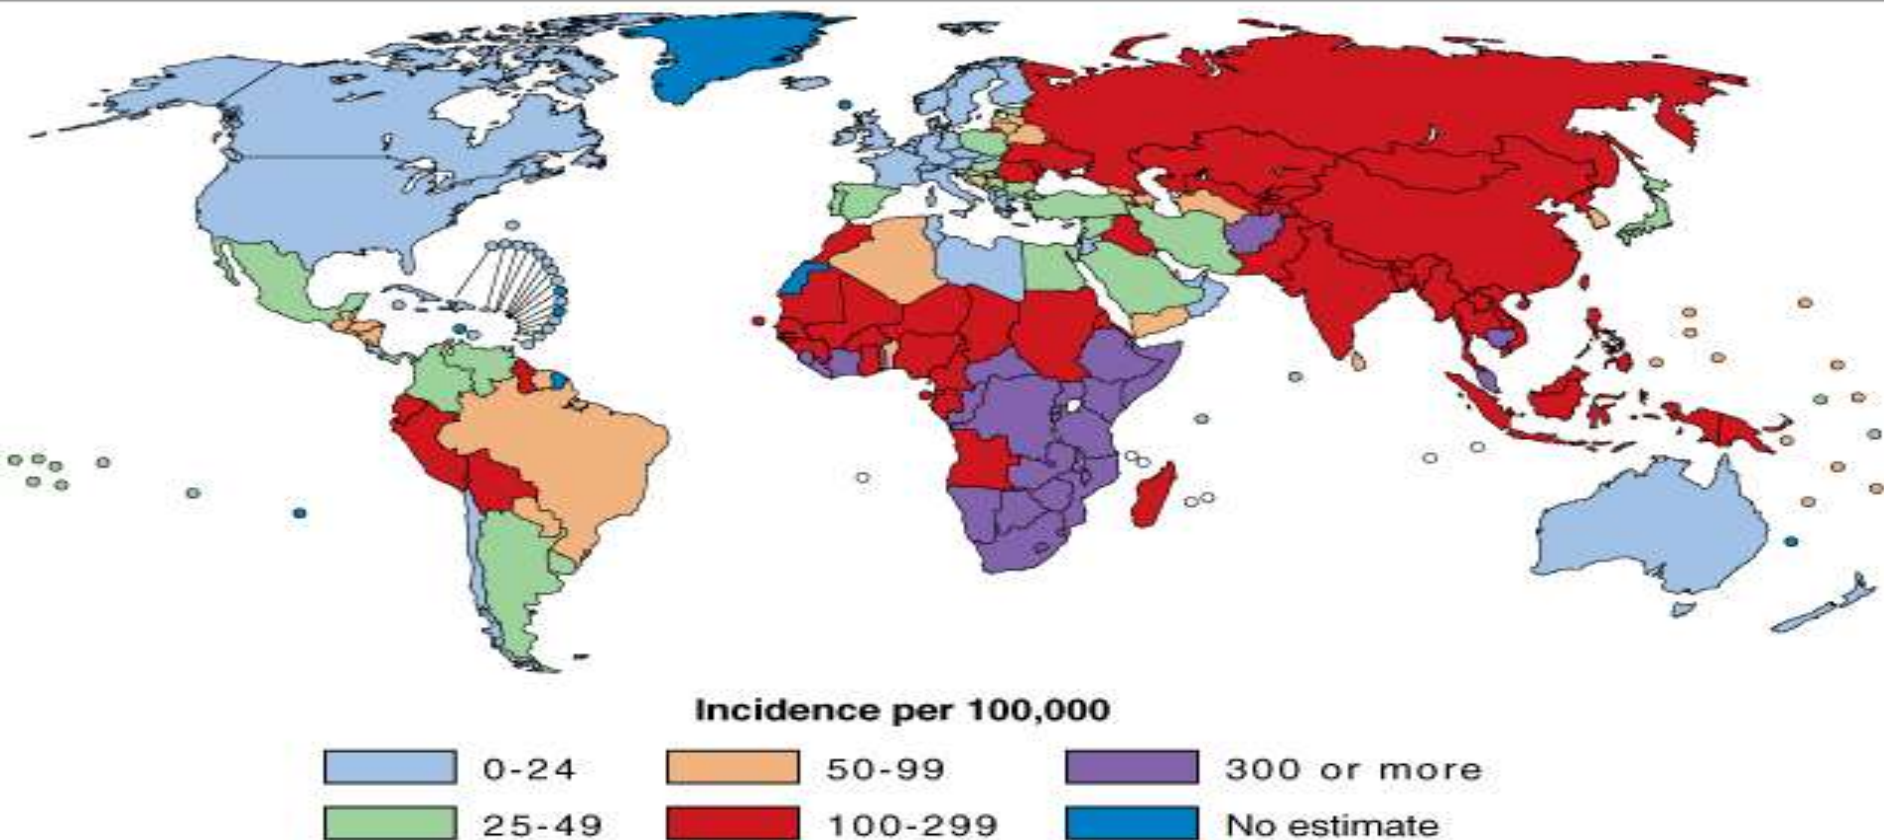 Incidence per 100,000
0-24
50-99
300 or more
25-49
100-299
No estimate